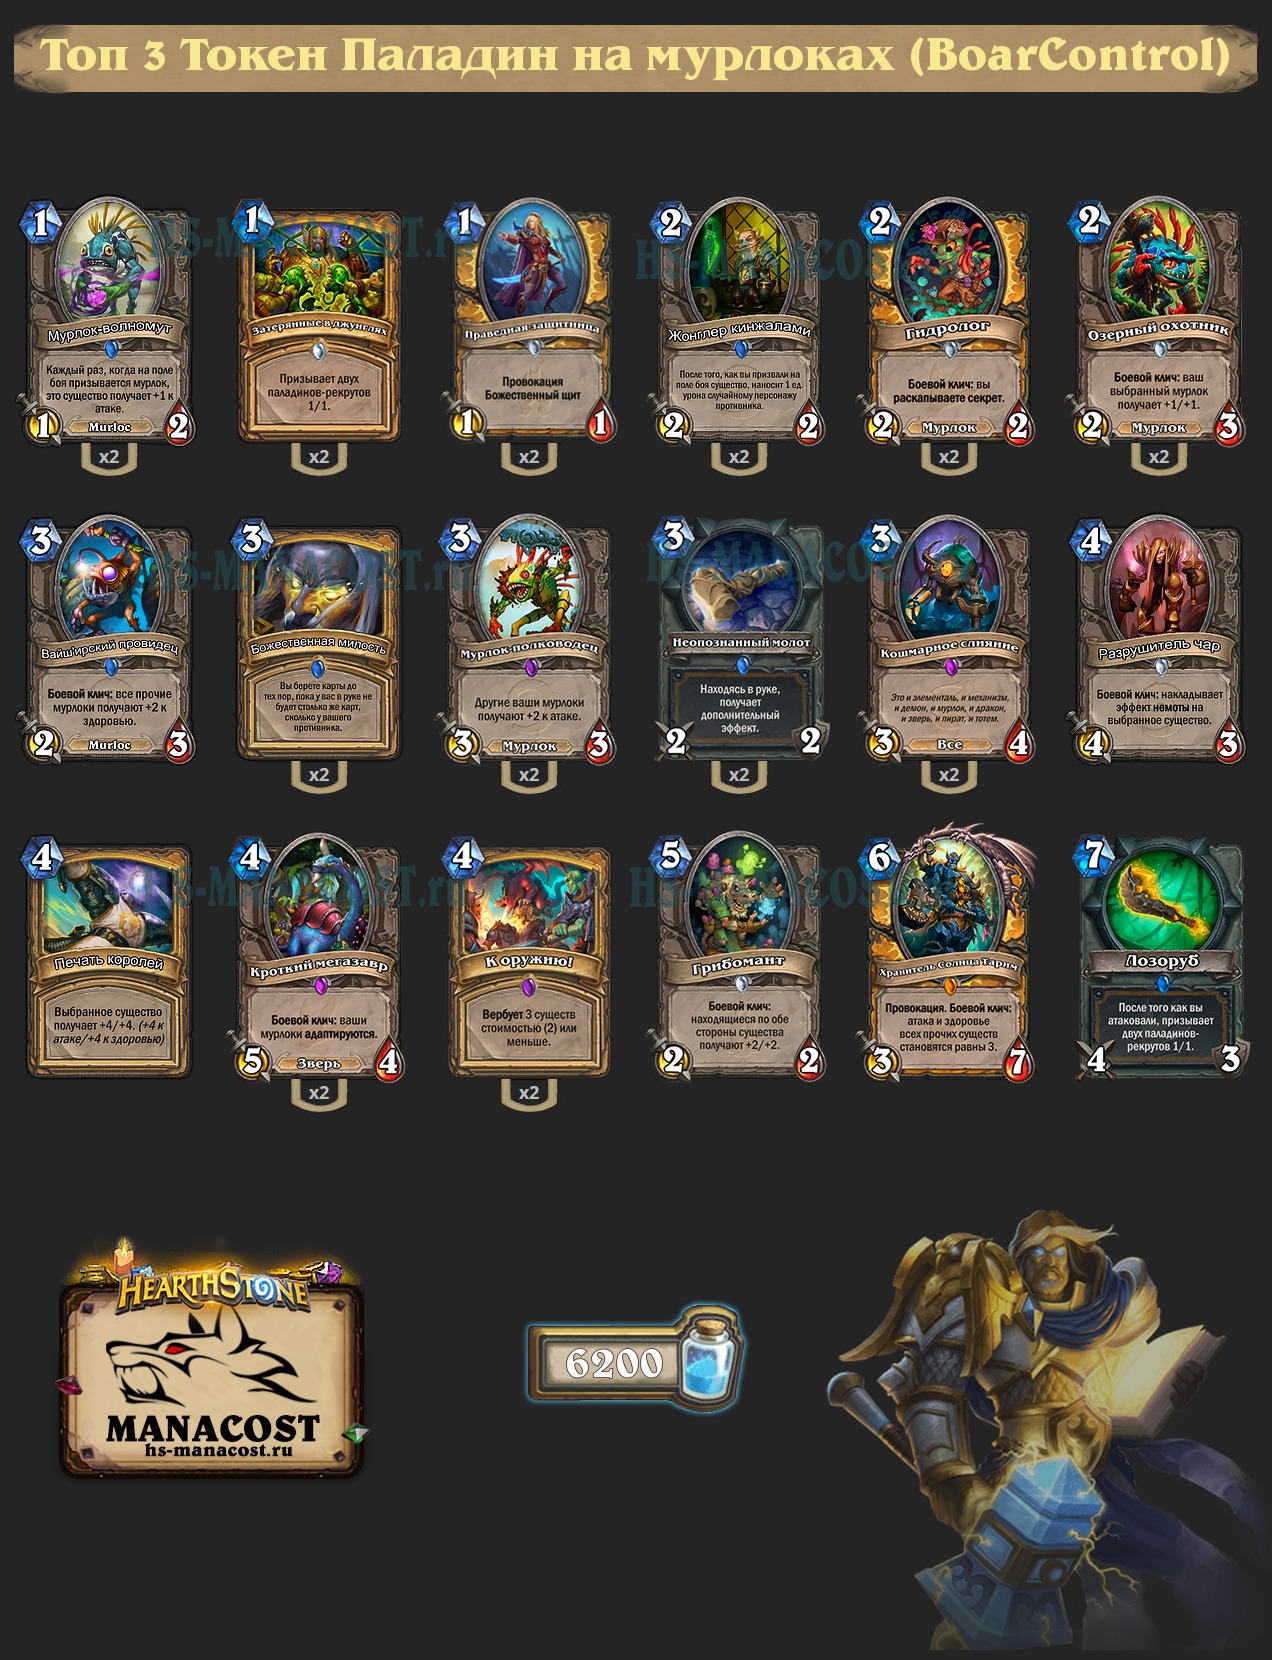 Топ 3 Токен Паладин на мурлоках (BoarControl)
1
Мурлок-волномут
Каждый раз, когда на поле
боя призывается мурлок,
это существо получает +1 к
атаке.
1 Murloc 2
x2
1
Затерянные в джунглях
Призывает двух
паладинов-рекрутов
1/1.
x2
1
Праведная защитница
Провокация
Божественный щит
1 1
x2
2
Жонглер кинжалами
После того, как вы призвали на
поле боя существо, наносит 1 ед.
урона случайному персонажу
противника.
2 2
x2
2
Гидролог
Боевой клич: вы
раскапываете секрет.
2 Мурлок 2
x2
2
Озерный охотник
Боевой клич: ваш
выбранный мурлок
получает +1/+1.
2 Мурлок 3
x2
3
Вайш'ирский провидец
Боевой клич: все прочие
мурлоки получают +2 к
здоровью.
2 Murloc 3
3
Божественная милость
Вы берете карты до
тех пор, пока у вас в руке не
будет столько же карт,
сколько у вашего
противника.
x2
3
Мурлок-полководец
Другие ваши мурлоки
получают +2 к атаке.
3 Мурлок 3
x2
3
Неопознанный молот
Находясь в руке,
получает
дополнительный
эффект.
2 2
x2
3
Кошмарное слияние
Это и элементаль, и механизм,
и демон, и мурлок, и дракон,
и зверь, и пират, и тотем.
3 Все 4
x2
4
Разрушитель чар
Боевой клич: накладывает
эффект немоты на
выбранное существо.
4 3
4
Печать королей
Выбранное существо
получает +4/+4. (+4 к
атаке/+4 к здоровью)
4
Кроткий мегазавр
Боевой клич: ваши
мурлоки адаптируются.
5 Зверь 4
x2
4
К оружию!
Вербует 3 существ
стоимостью (2) или
меньше.
x2
5
Грибомант
Боевой клич:
находящиеся по обе
стороны существа
получают +2/+2.
2 2
6
Хранитель Солнца Тарим
Провокация. Боевой клич:
атака и здоровье
всех прочих существ
становятся равны 3.
3 7
7
Лозоруб
После того как вы
атаковали, призывает
двух паладинов-
рекрутов 1/1.
4 3
HEARTHSTONE
MANACOST
hs-manacost.ru
6200